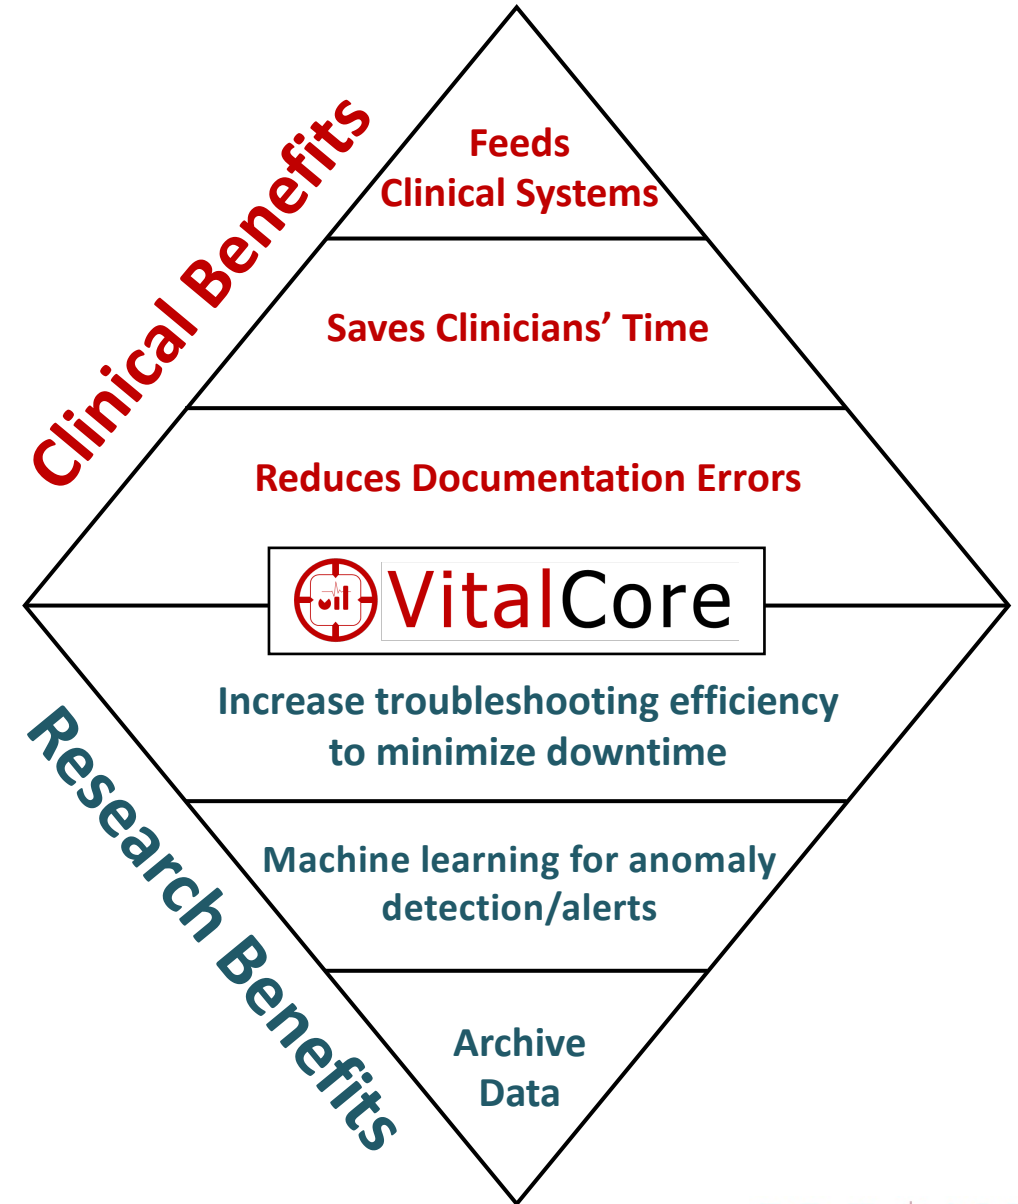 Clinical Benefits
Feeds
Clinical Systems
Saves Clinicians’ Time
Reduces Documentation Errors
VitalCore
Research Benefits
Increase troubleshooting efficiency
to minimize downtime
Machine learning for anomaly
detection/alerts
Archive
Data